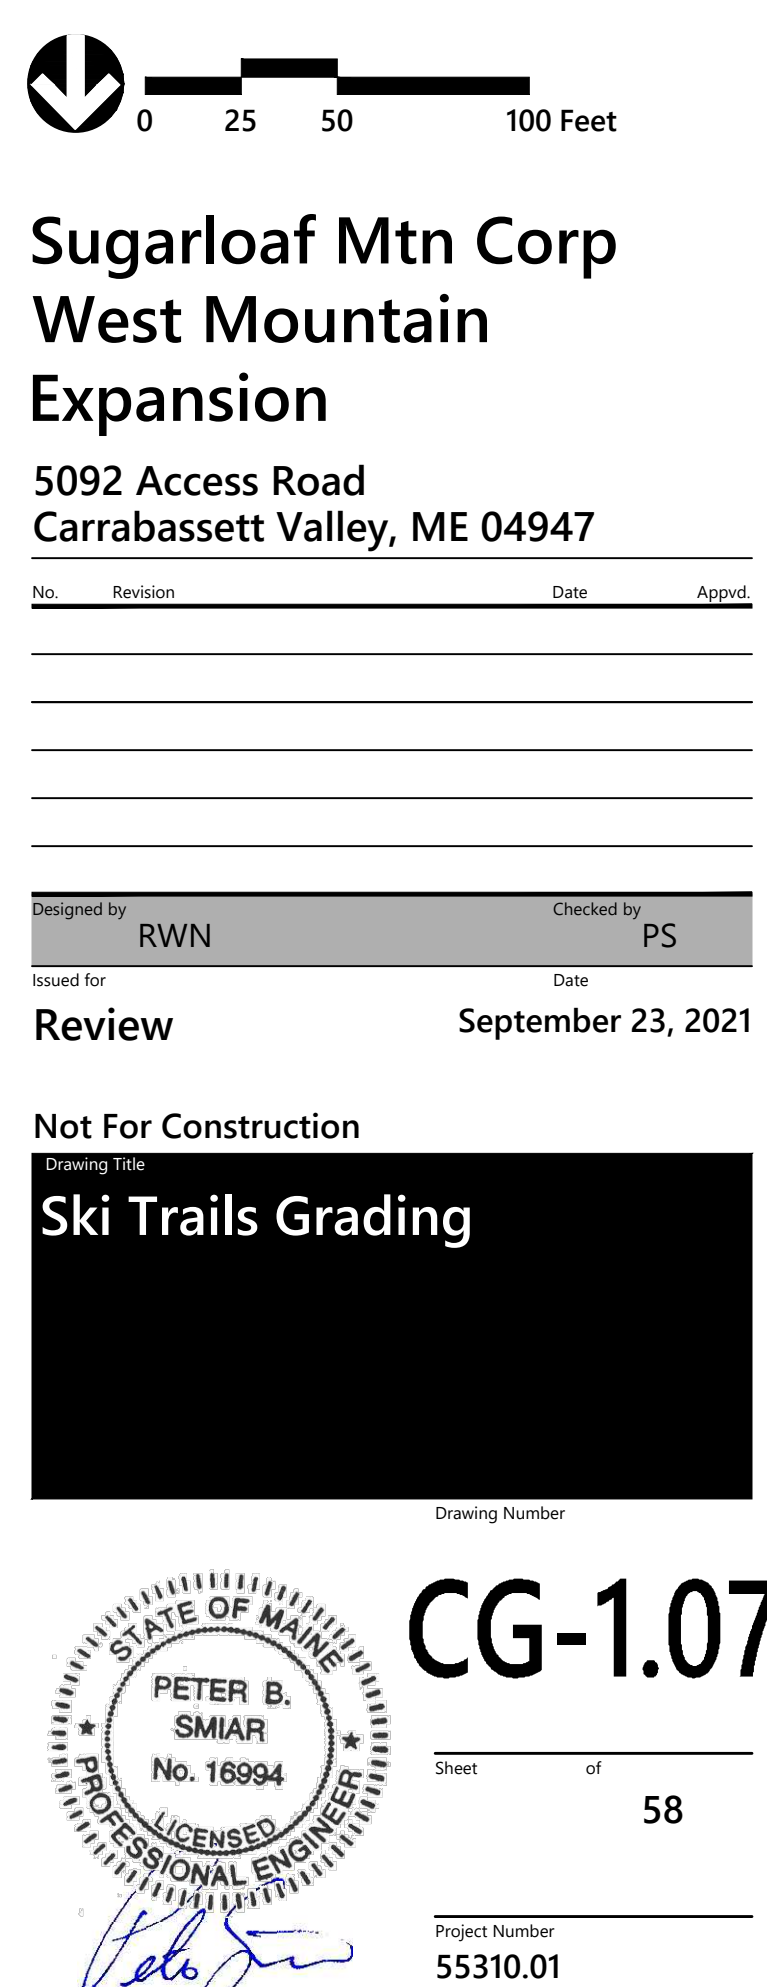 0 25 50 100 Feet
Sugarloaf Mtn Corp
West Mountain
Expansion
5092 Access Road
Carrabassett Valley, ME 04947
No. Revision Date Appvd.
Designed by Checked by
RWN PS
Issued for Date
Review September 23, 2021
Not For Construction
Drawing Title
Ski Trails Grading
Drawing Number
CG-1.07
STATE OF MAINE
PETER B.
SMIAR
No. 16994
LICENSED
PROFESSIONAL ENGINEER
Sheet of
58
Project Number
55310.01